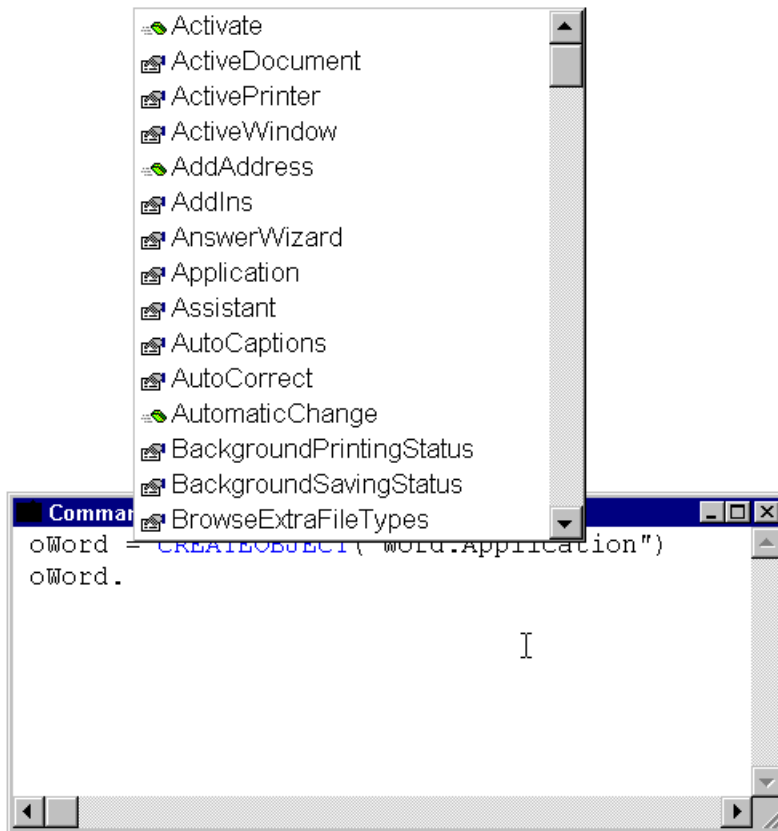 Activate
ActiveDocument
ActivePrinter
ActiveWindow
AddAddress
AddIns
AnswerWizard
Application
Assistant
AutoCaptions
AutoCorrect
AutomaticChange
BackgroundPrintingStatus
BackgroundSavingStatus
BrowseExtraFileTypes
Comman
oWord = CREATEOBJECT("Word.Application")
oWord.